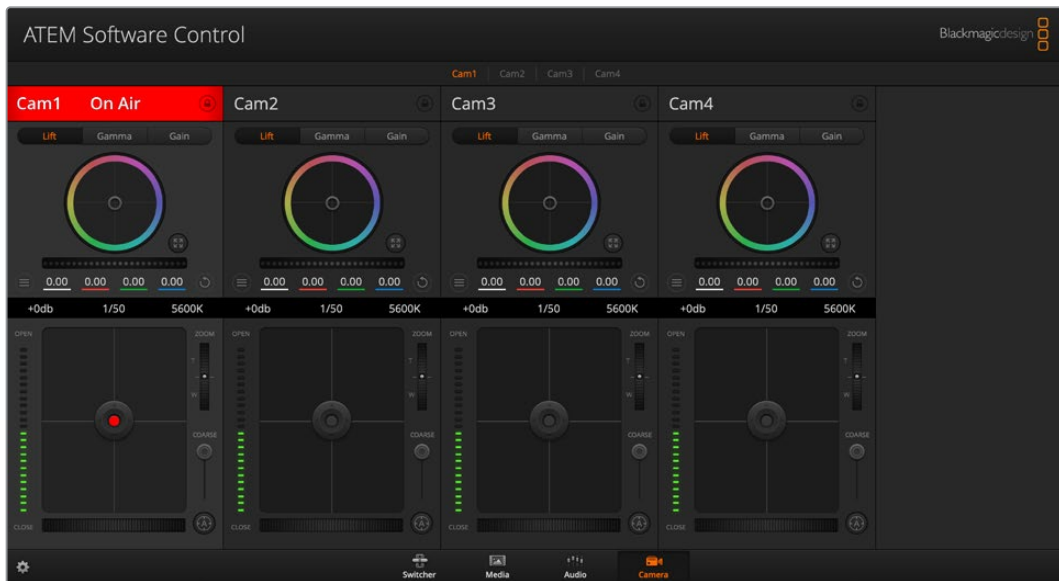 ATEM Software Control
Blackmagicdesign
Cam1 Cam2 Cam3 Cam4
Cam1 On Air Cam2 Cam3 Cam4
Lift Gamma Gain Lift Gamma Gain Lift Gamma Gain Lift Gamma Gain
0.00 0.00 0.00 0.00 0.00 0.00 0.00 0.00 0.00 0.00 0.00 0.00 0.00 0.00 0.00 0.00
+0db 1/50 5600K +0db 1/50 5600K +0db 1/50 5600K +0db 1/50 5600K
OPEN ZOOM OPEN ZOOM OPEN ZOOM OPEN ZOOM
T T T T
W W W W
COARSE COARSE COARSE COARSE
A A A A
CLOSE CLOSE CLOSE CLOSE
Switcher Media Audio Camera